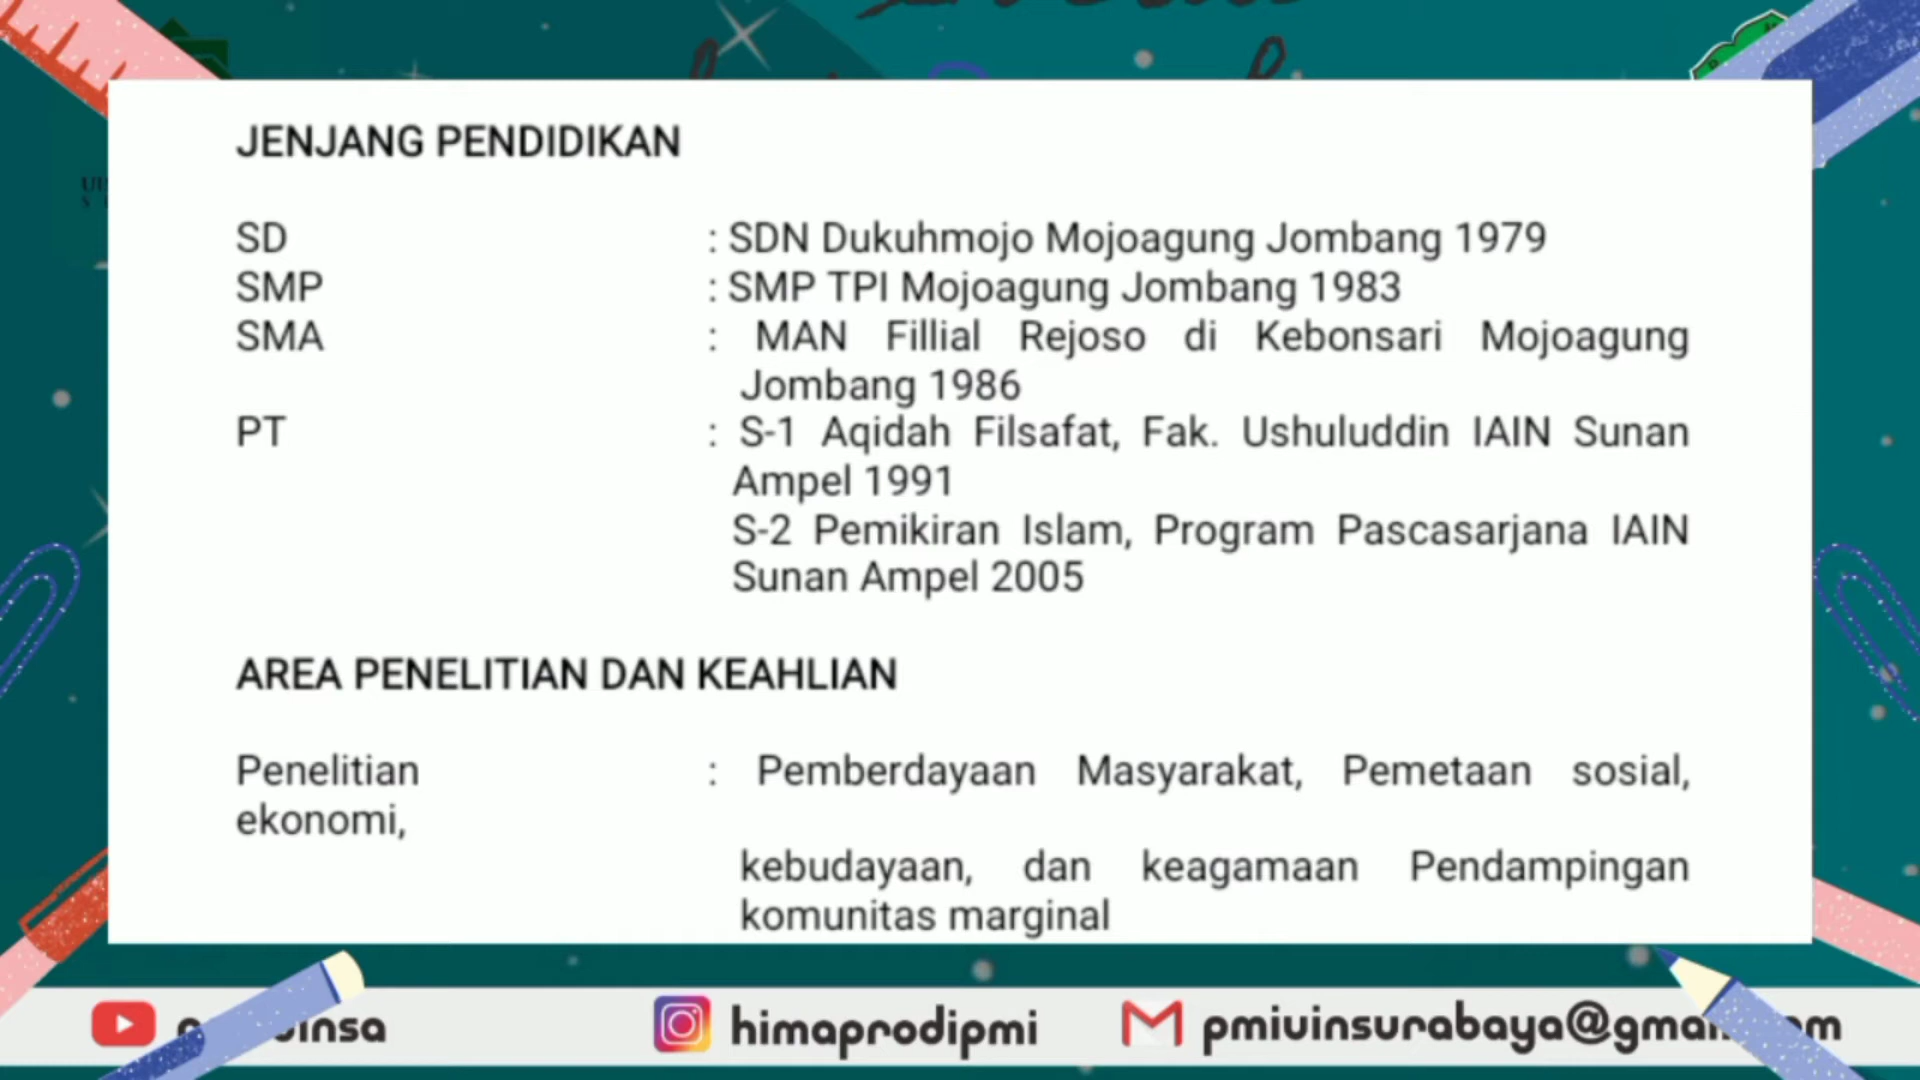 JENJANG PENDIDIKAN
SD : SDN Dukuhmojo Mojoagung Jombang 1979
SMP : SMP TPI Mojoagung Jombang 1983
SMA : MAN Fillial Rejoso di Kebonsari Mojoagung
Jombang 1986
PT : S-1 Aqidah Filsafat, Fak. Ushuluddin IAIN Sunan
Ampel 1991
S-2 Pemikiran Islam, Program Pascasarjana IAIN
Sunan Ampel 2005
AREA PENELITIAN DAN KEAHLIAN
Penelitian : Pemberdayaan Masyarakat, Pemetaan sosial,
ekonomi,
kebudayaan, dan keagamaan Pendampingan
komunitas marginal
himaprodipmi